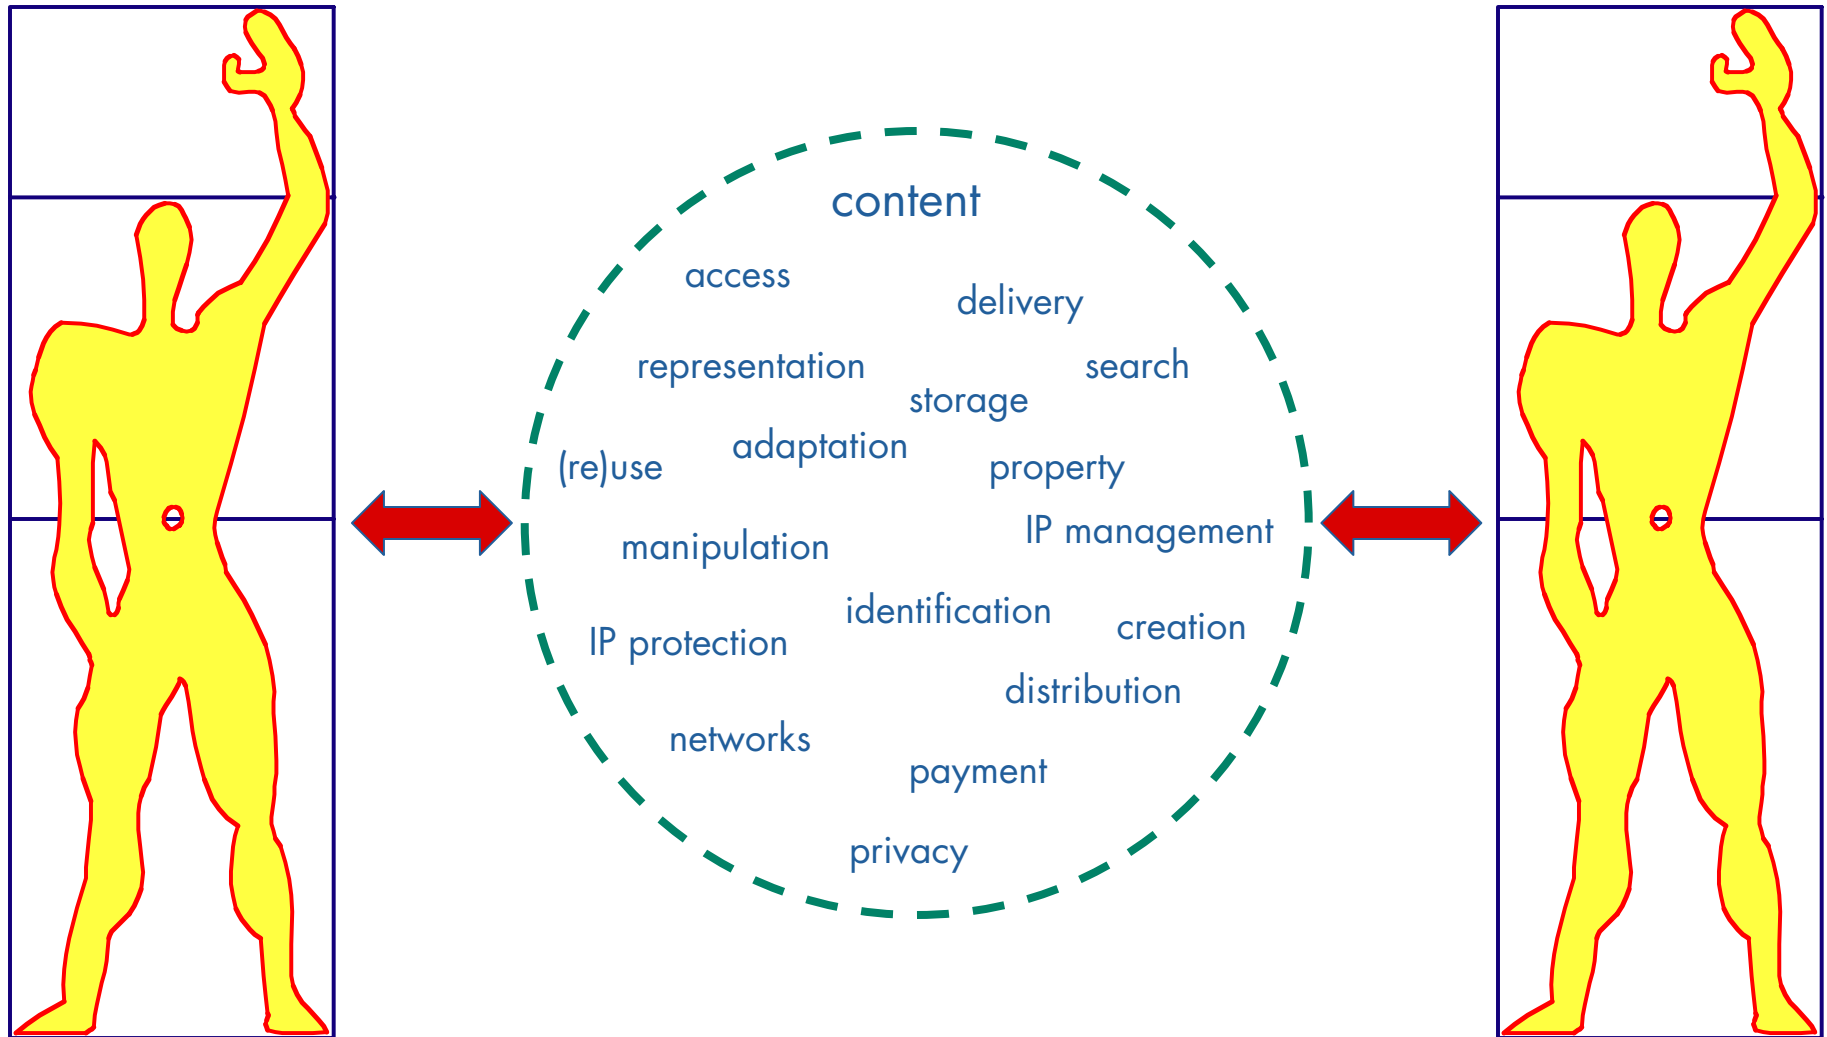 content
access
delivery
representation
search
storage
adaptation
(re)use
property
IP management
manipulation
identification
creation
IP protection
distribution
networks
payment
privacy